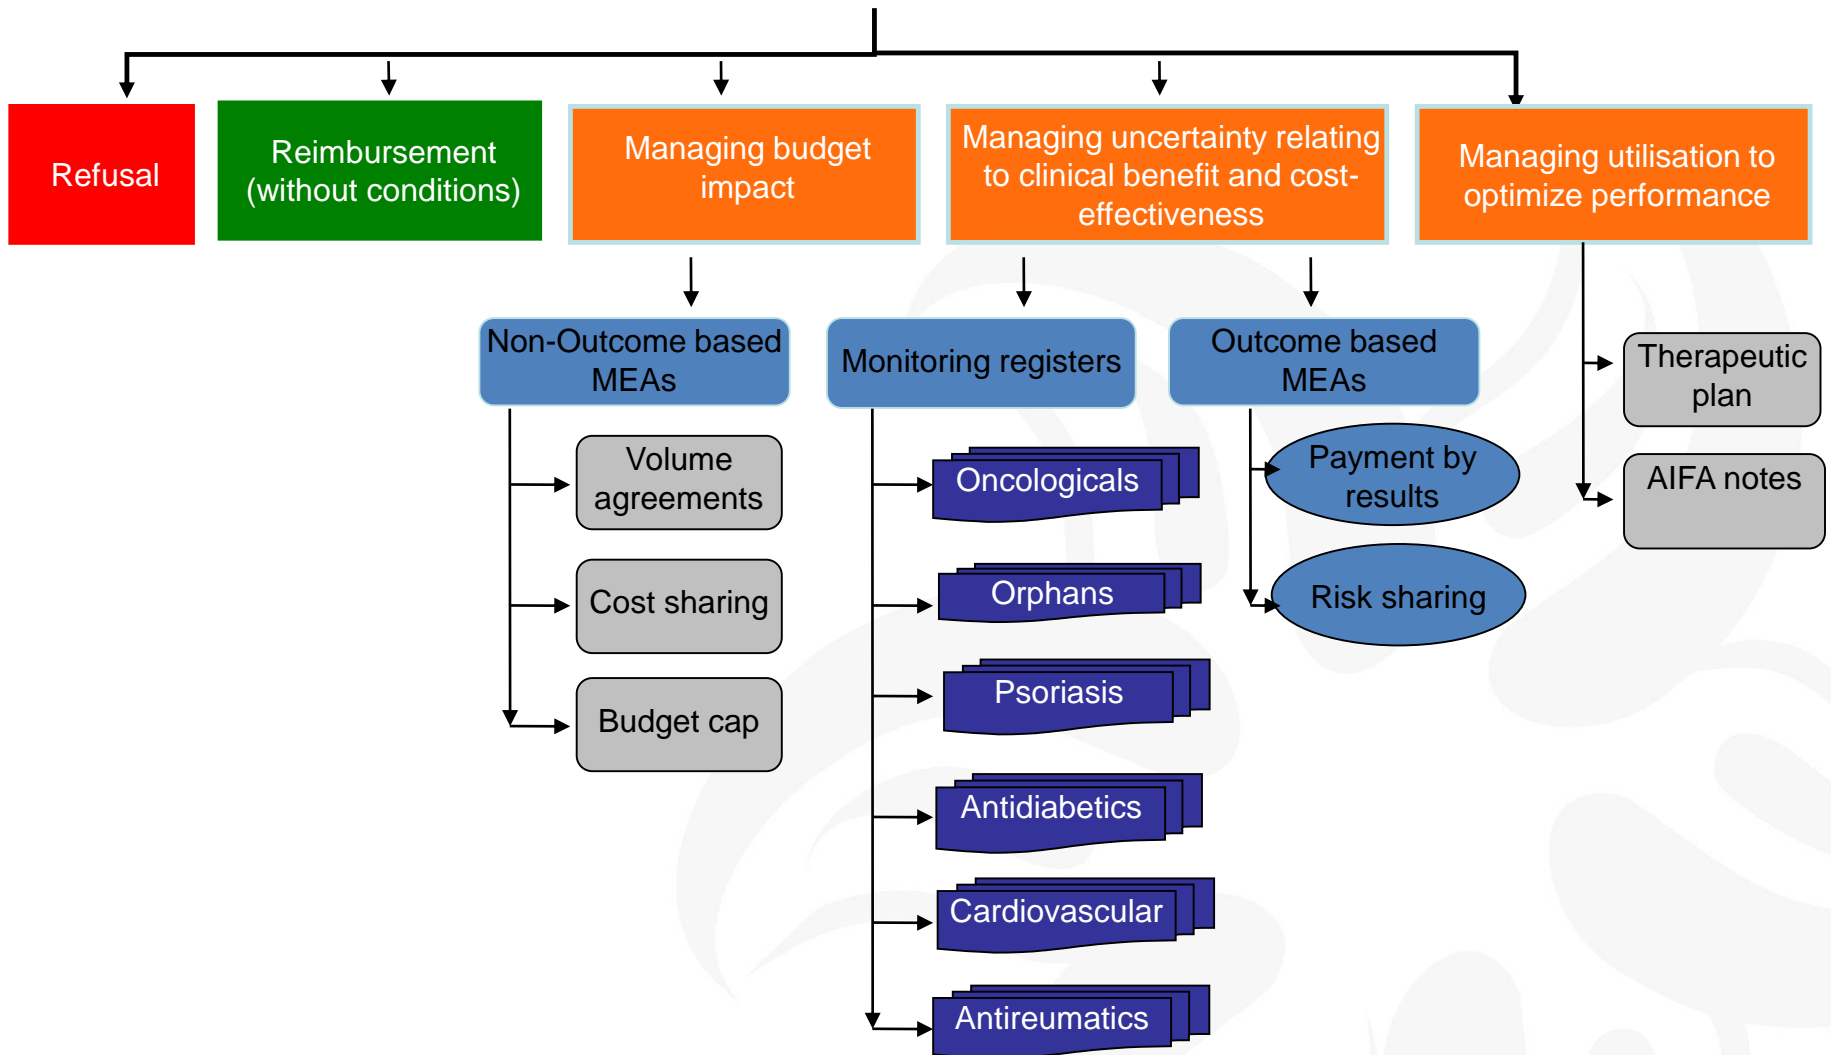 Refusal
Reimbursement
(without conditions)
Managing budget
impact
Managing uncertainty relating
to clinical benefit and cost-
effectiveness
Managing utilisation to
optimize performance
Non-Outcome based
MEAs
Monitoring registers
Outcome based
MEAs
Therapeutic
plan
AIFA notes
Volume
agreements
Cost sharing
Budget cap
Oncologicals
Orphans
Psoriasis
Antidiabetics
Cardiovascular
Antireumatics
Payment by
results
Risk sharing